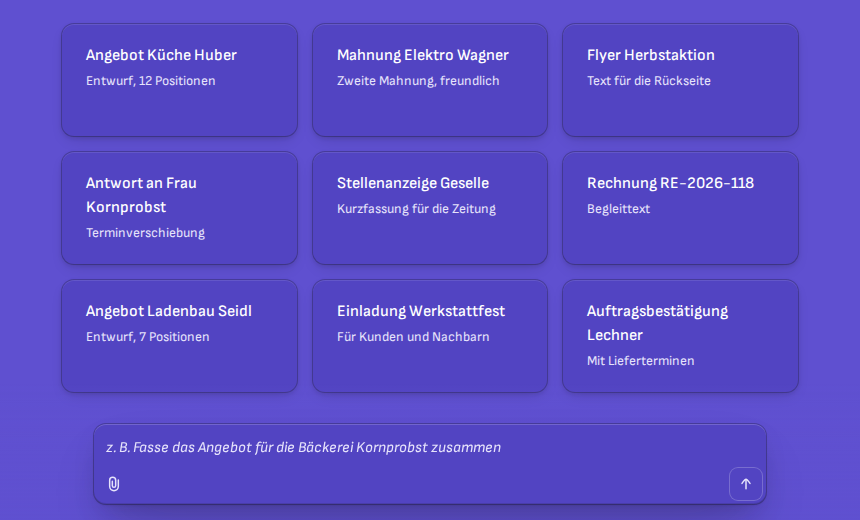 Angebot Küche Huber
Entwurf, 12 Positionen
Mahnung Elektro Wagner
Zweite Mahnung, freundlich
Flyer Herbstaktion
Text für die Rückseite
Antwort an Frau
Kornprobst
Terminverschiebung
Stellenanzeige Geselle
Kurzfassung für die Zeitung
Rechnung RE-2026-118
Begleittext
Angebot Ladenbau Seidl
Entwurf, 7 Positionen
Einladung Werkstattfest
Für Kunden und Nachbarn
Auftragsbestätigung
Lechner
Mit Lieferterminen
z. B. Fasse das Angebot für die Bäckerei Kornprobst zusammen